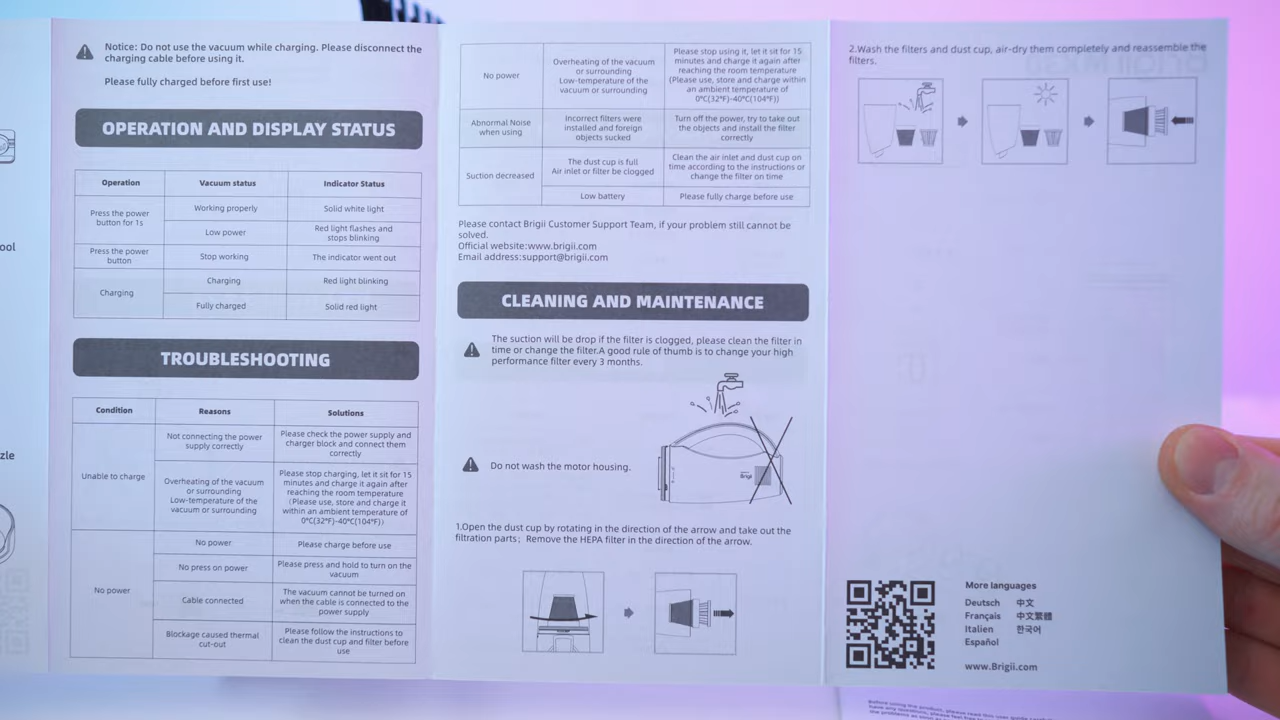 ool
zle
Notice: Do not use the vacuum while charging. Please disconnect the
charging cable before using it.
Please fully charged before first use!
OPERATION AND DISPLAY STATUS
Operation
Vacuum status
Indicator Status
Press the power
button for 1s
Working properly
Solid white light
Low power
Red light flashes and
stops blinking
Press the power
button
Stop working
The indicator went out
Charging
Charging
Red light blinking
Fully charged
Solid red light
TROUBLESHOOTING
Condition
Reasons
Solutions
Unable to charge
Not connecting the power
supply correctly
Please check the power supply and
charger block and connect them
correctly
Overheating of the vacuum
or surrounding
Low-temperature of the
vacuum or surrounding
Please stop charging, let it sit for 15
minutes and charge it again after
reaching the room temperature
（Please use, store and charge it
within an ambient temperature of
0℃(32℉)-40℃(104℉)）
No power
No power
Please charge before use
No press on power
Please press and hold to turn on the
vacuum
Cable connected
The vacuum cannot be turned on
when the cable is connected to the
power supply
Blockage caused thermal
cut-out
Please follow the instructions to
clean the dust cup and filter before
use
No power
Overheating of the vacuum
or surrounding
Low-temperature of the
vacuum or surrounding
Please stop using it, let it sit for 15
minutes and charge it again after
reaching the room temperature
(Please use, store and charge within
an ambient temperature of
0℃(32℉)-40℃(104℉))
Abnormal Noise
when using
Incorrect filters were
installed and foreign
objects sucked
Turn off the power, try to take out
the objects and install the filter
correctly
Suction decreased
The dust cup is full
Air inlet or filter be clogged
Clean the air inlet and dust cup on
time according to the instructions or
change the filter on time
Low battery
Please fully charge before use
Please contact Brigii Customer Support Team, if your problem still cannot be
solved.
Official website:www.brigii.com
Email address:support@brigii.com
CLEANING AND MAINTENANCE
The suction will be drop if the filter is clogged, please clean the filter in
time or change the filter.A good rule of thumb is to change your high
performance filter every 3 months.
Do not wash the motor housing.
Brigii
1.Open the dust cup by rotating in the direction of the arrow and take out the
filtration parts；Remove the HEPA filter in the direction of the arrow.
2.Wash the filters and dust cup, air-dry them completely and reassemble the
filters.
More languages
Deutsch 中文
Français 中文繁體
Italien 한국어
Español
www.Brigii.com